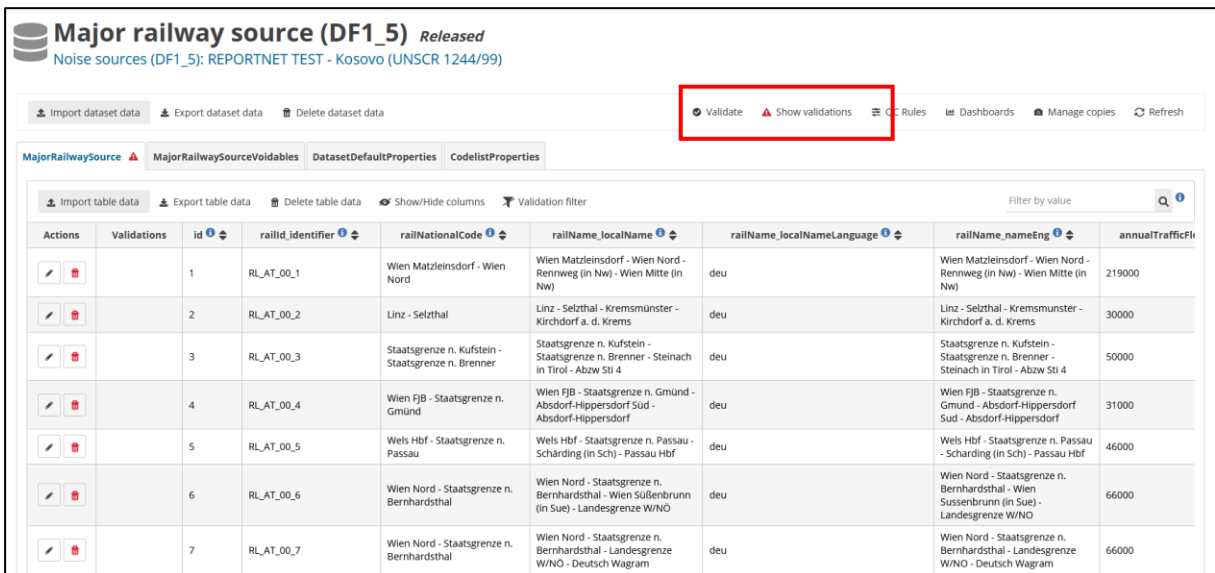 Major railway source (DF1_5) Released
Noise sources (DF1_5): REPORTNET TEST - Kosovo (UNSCR 1244/99)
Import dataset data Export dataset data Delete dataset data Validate Show validations QC Rules Dashboards Manage copies Refresh
MajorRailwaySource MajorRailwaySourceVoidables DatasetDefaultProperties CodelistProperties
Import table data Export table data Delete table data Show/Hide columns Validation filter Filter by value
Actions Validations id railId_identifier railNationalCode railName_localName railName_localNameLanguage railName_nameEng annualTrafficFl
1 RL_AT_00_1 Wien Matzleinsdorf - Wien Nord Wien Matzleinsdorf - Wien Nord - Rennweg (in Nw) - Wien Mitte (in Nw) deu Wien Matzleinsdorf - Wien Nord - Rennweg (in Nw) - Wien Mitte (in Nw) 219000
2 RL_AT_00_2 Linz - Selzthal Linz - Selzthal - Kremsmünster - Kirchdorf a. d. Krems deu Linz - Selzthal - Kremsmunster - Kirchdorf a. d. Krems 30000
3 RL_AT_00_3 Staatsgrenze n. Kufstein - Staatsgrenze n. Brenner Staatsgrenze n. Kufstein - Staatsgrenze n. Brenner - Steinach in Tirol - Abzw Sti 4 deu Staatsgrenze n. Kufstein - Staatsgrenze n. Brenner - Steinach in Tirol - Abzw Sti 4 50000
4 RL_AT_00_4 Wien FJB - Staatsgrenze n. Gmünd Wien FJB - Staatsgrenze n. Gmünd - Absdorf-Hippersdorf Süd - Absdorf-Hippersdorf deu Wien FJB - Staatsgrenze n. Gmund - Absdorf-Hippersdorf Sud - Absdorf-Hippersdorf 31000
5 RL_AT_00_5 Wels Hbf - Staatsgrenze n. Passau Wels Hbf - Staatsgrenze n. Passau - Schärding (in Sch) - Passau Hbf deu Wels Hbf - Staatsgrenze n. Passau - Scharding (in Sch) - Passau Hbf 46000
6 RL_AT_00_6 Wien Nord - Staatsgrenze n. Bernhardsthal Wien Nord - Staatsgrenze n. Bernhardsthal - Wien Süßenbrunn (in Sue) - Landesgrenze W/NÖ deu Wien Nord - Staatsgrenze n. Bernhardsthal - Wien Sussenbrunn (in Sue) - Landesgrenze W/NO 66000
7 RL_AT_00_7 Wien Nord - Staatsgrenze n. Bernhardsthal Wien Nord - Staatsgrenze n. Bernhardsthal - Landesgrenze W/NÖ - Deutsch Wagram deu Wien Nord - Staatsgrenze n. Bernhardsthal - Landesgrenze W/NO - Deutsch Wagram 66000